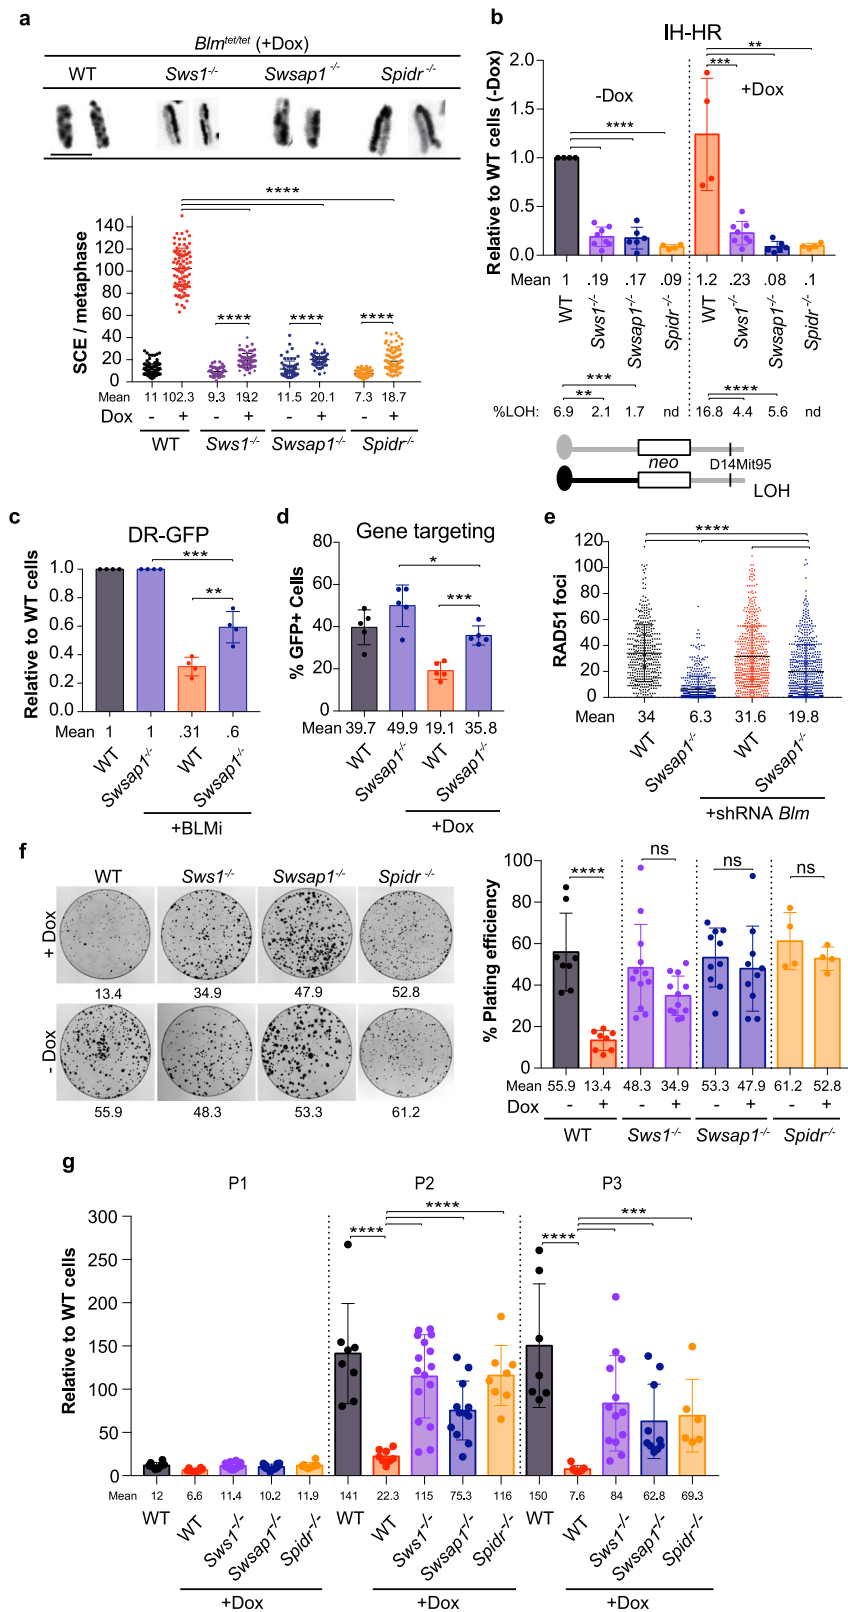 a
Blm^tet/tet (+Dox)
WT Sws1-/- Swsap1-/- Spidr-/-
****
SCE / metaphase
140
120
100
80
60
40
20
0
**** **** ****
Mean 11 102.3 9.3 19.2 11.5 20.1 7.3 18.7
Dox - + - + - + - +
WT Sws1-/- Swsap1-/- Spidr/-
b
IH-HR
Relative to WT cells (-Dox)
2.0
1.5
1.0
0.5
0.0
-Dox
****
+Dox
**
***
Mean 1 .19 .17 .09 1.2 .23 .08 .1
WT Sws1-/- Swsap1-/- Spidr-/- WT Sws1-/- Swsap1-/- Spidr-/-
***
**
****
%LOH: 6.9 2.1 1.7 nd 16.8 4.4 5.6 nd
neo
D14Mit95
LOH
c
DR-GFP
Relative to WT cells
1.0
0.8
0.6
0.4
0.2
0.0
***
**
Mean 1 1 .31 .6
WT Swsap1-/- WT Swsap1-/-
+BLMi
d
Gene targeting
% GFP+ Cells
80
60
40
20
0
*
***
Mean 39.7 49.9 19.1 35.8
WT Swsap1-/- WT Swsap1-/-
+Dox
e
RAD51 foci
120
100
80
60
40
20
0
****
Mean 34 6.3 31.6 19.8
WT Swsap1-/- WT Swsap1-/-
+shRNA Blm
f
WT Sws1-/- Swsap1-/- Spidr-/-
+ Dox
13.4 34.9 47.9 52.8
- Dox
55.9 48.3 53.3 61.2
% Plating efficiency
100
80
60
40
20
0
**** ns ns ns
Mean 55.9 13.4 48.3 34.9 53.3 47.9 61.2 52.8
Dox - + - + - + - +
WT Sws1-/- Swsap1-/- Spidr/-
g
P1 P2 P3
Relative to WT cells
300
250
200
150
100
50
0
****
****
***
****
Mean 12 6.6 11.4 10.2 11.9 141 22.3 115 75.3 116 150 7.6 84 62.8 69.3
WT WT Sws1-/- Swsap1-/- Spidr-/- WT WT Sws1-/- Swsap1-/- Spidr-/- WT WT Sws1-/- Swsap1-/- Spidr-/-
+Dox +Dox +Dox